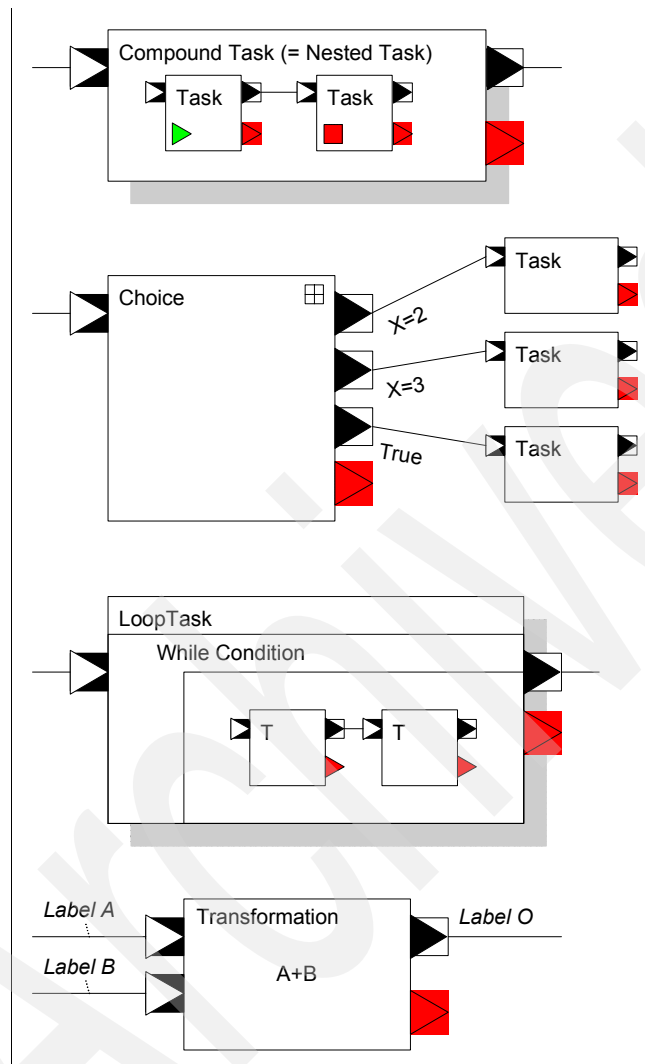 Compound Task (= Nested Task)
Task
Task
Choice
X=2
X=3
True
Task
Task
Task
LoopTask
While Condition
T
T
Label A
Label B
Transformation
A+B
Label O
Archive